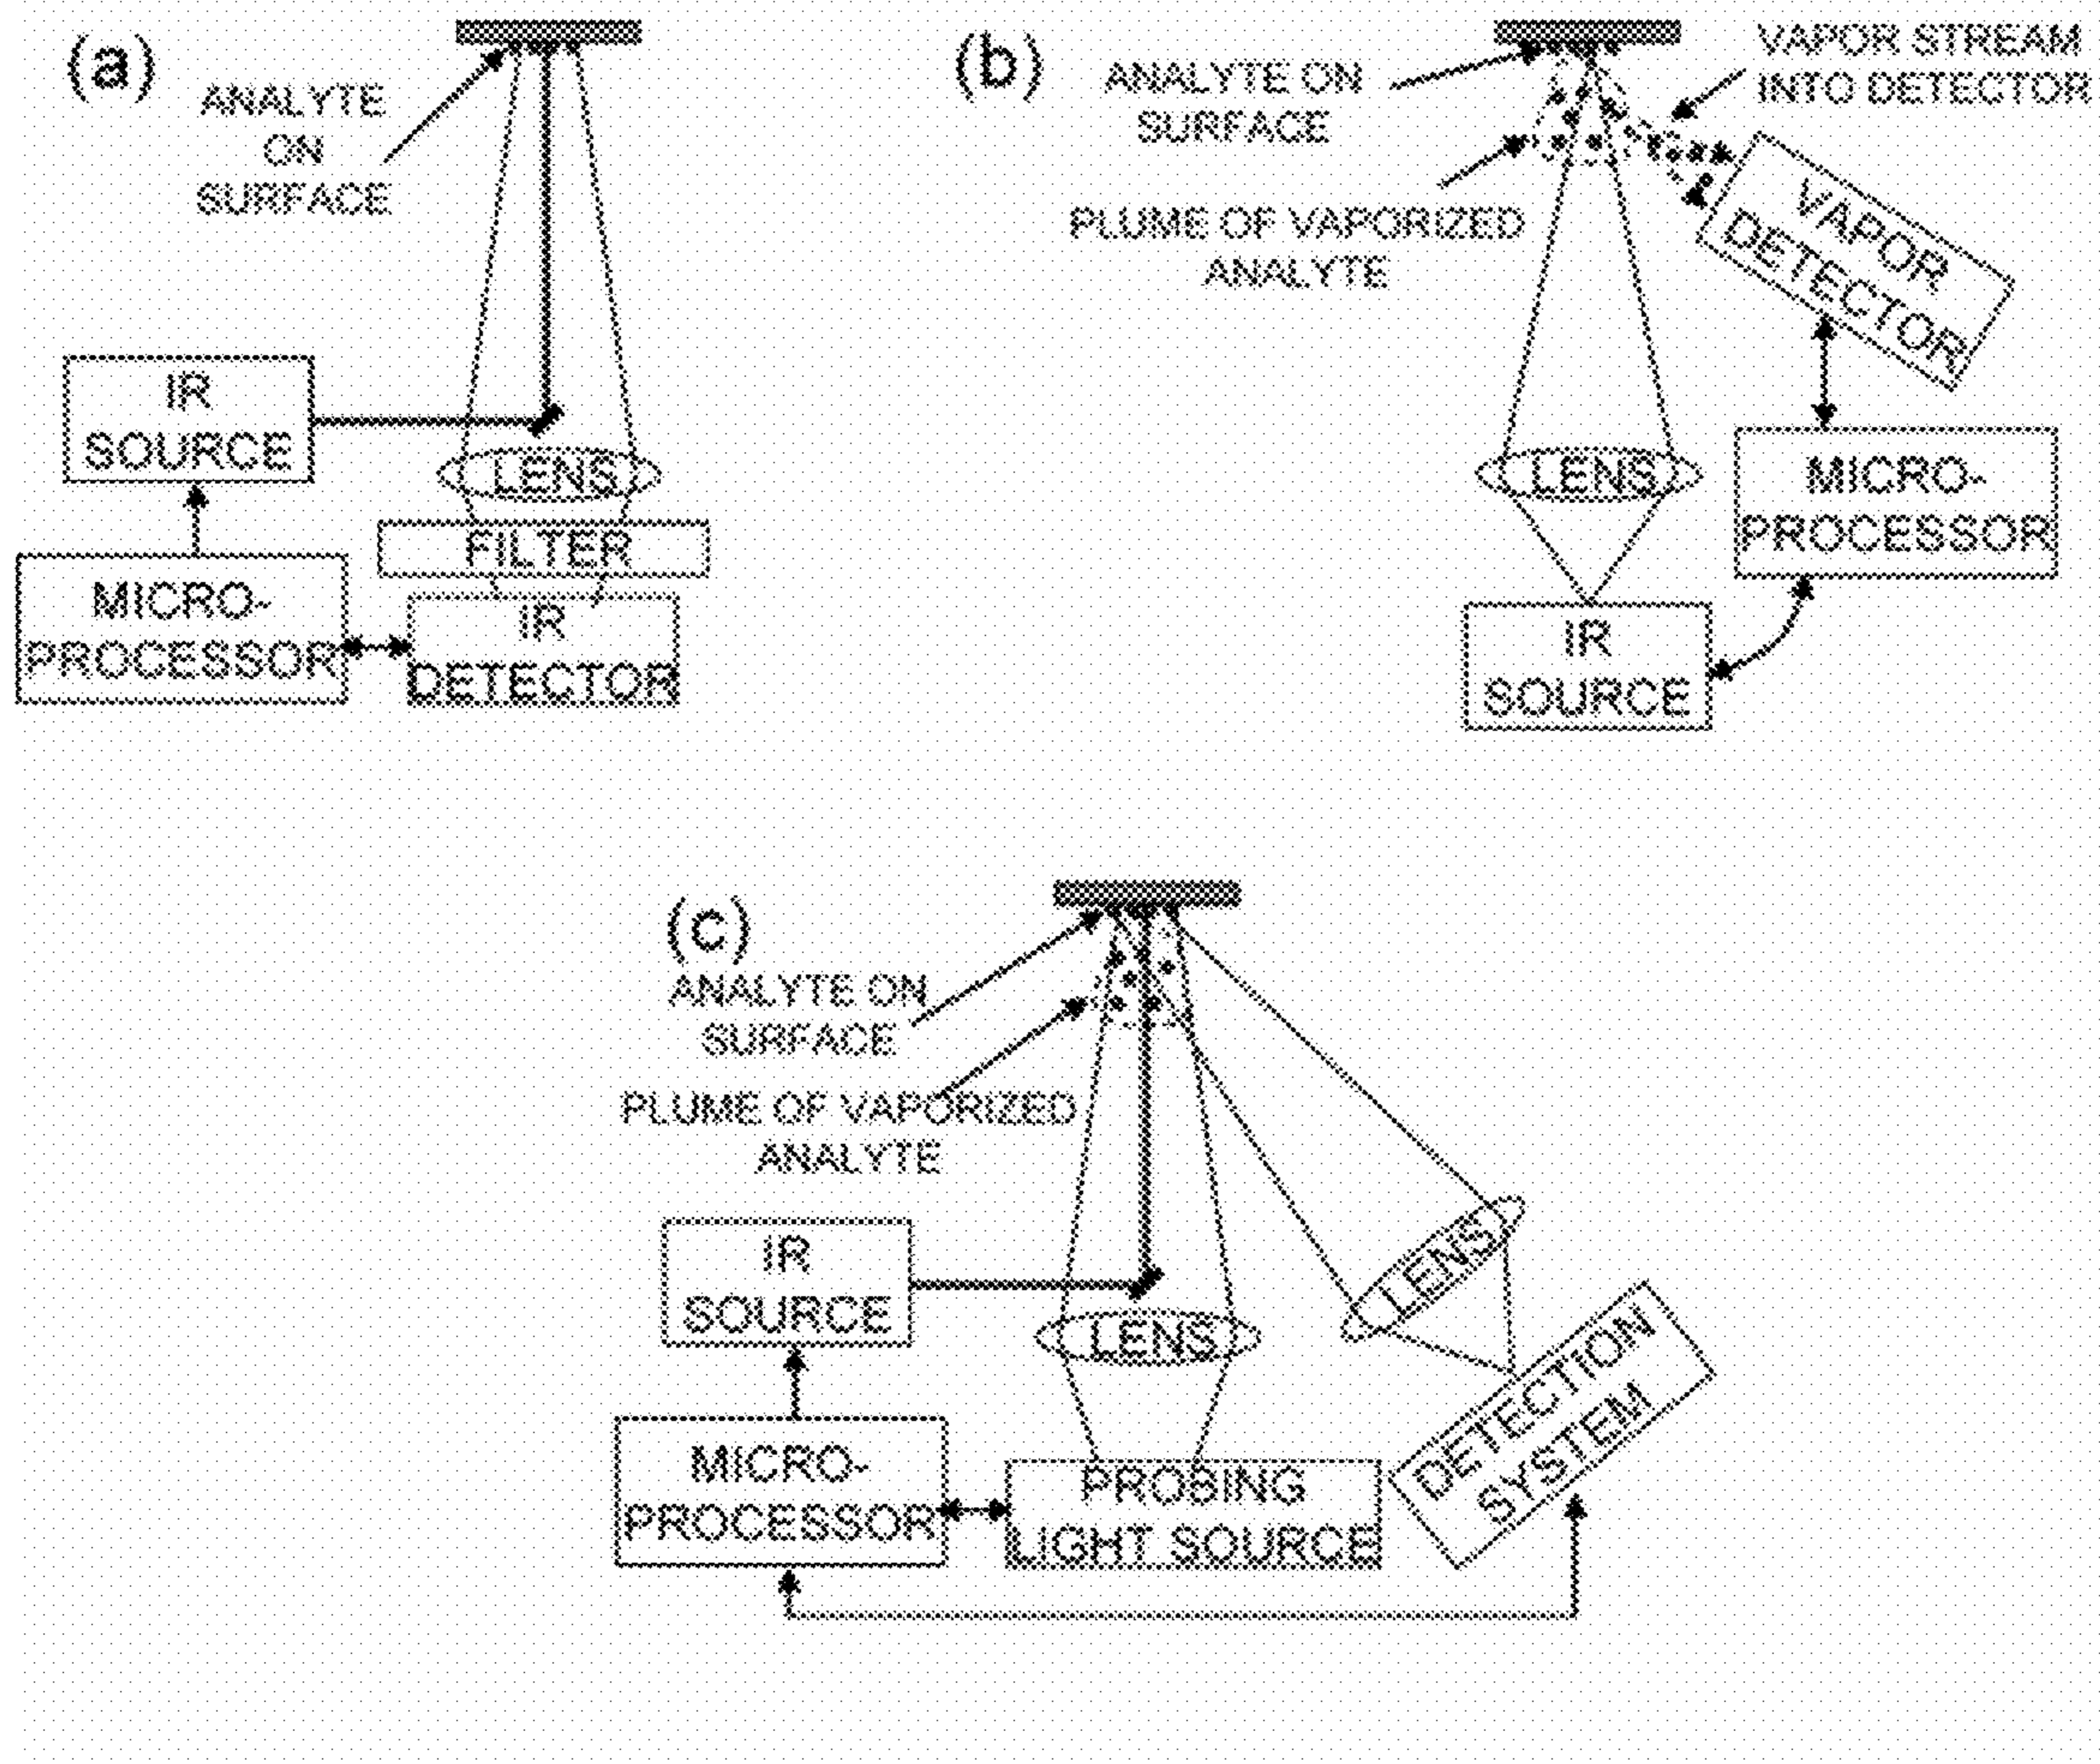 (a)
ANALYTE
ON
SURFACE
IR
SOURCE
LENS
FILTER
MICRO-
PROCESSOR
IR
DETECTOR
(b)
ANALYTE ON
SURFACE
VAPOR STREAM
INTO DETECTOR
PLUME OF VAPORIZED
ANALYTE
VAPOR
DETECTOR
LENS
MICRO-
PROCESSOR
IR
SOURCE
(c)
ANALYTE ON
SURFACE
PLUME OF VAPORIZED
ANALYTE
IR
SOURCE
LENS
LENS
MICRO-
PROCESSOR
PROBING
LIGHT SOURCE
DETECTION
SYSTEM